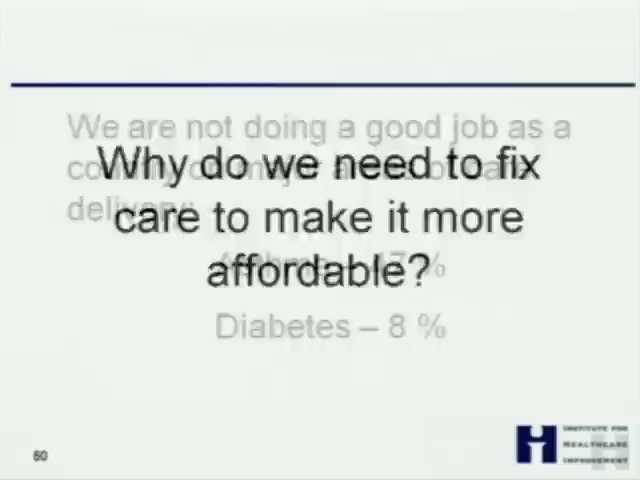 We are not doing a good job as a
Why do we need to fix
care to make it more
affordable?
Diabetes – 8 %
60
INSTITUTE FOR
HEALTHCARE
IMPROVEMENT